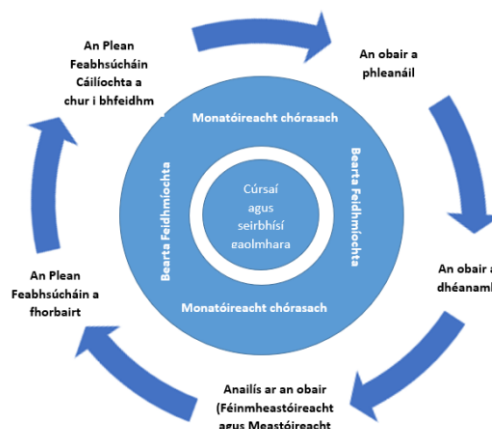 An Plean
Feabhsúcháin
Cáilíochta a
chur i bhfeidhm
An obair a
phleanáil
Monatóireacht chórasach
Bearta Feidhmíochta
Cúrsaí
agus
seirbhísí
gaolmhara
Bearta Feidhmíochta
An obair a
dhéanamh
An Plean
Feabhsúcháin a
fhorbairt
Monatóireacht chórasach
Anailís ar an obair
(Féinmheastóireacht
agus Meastóireacht